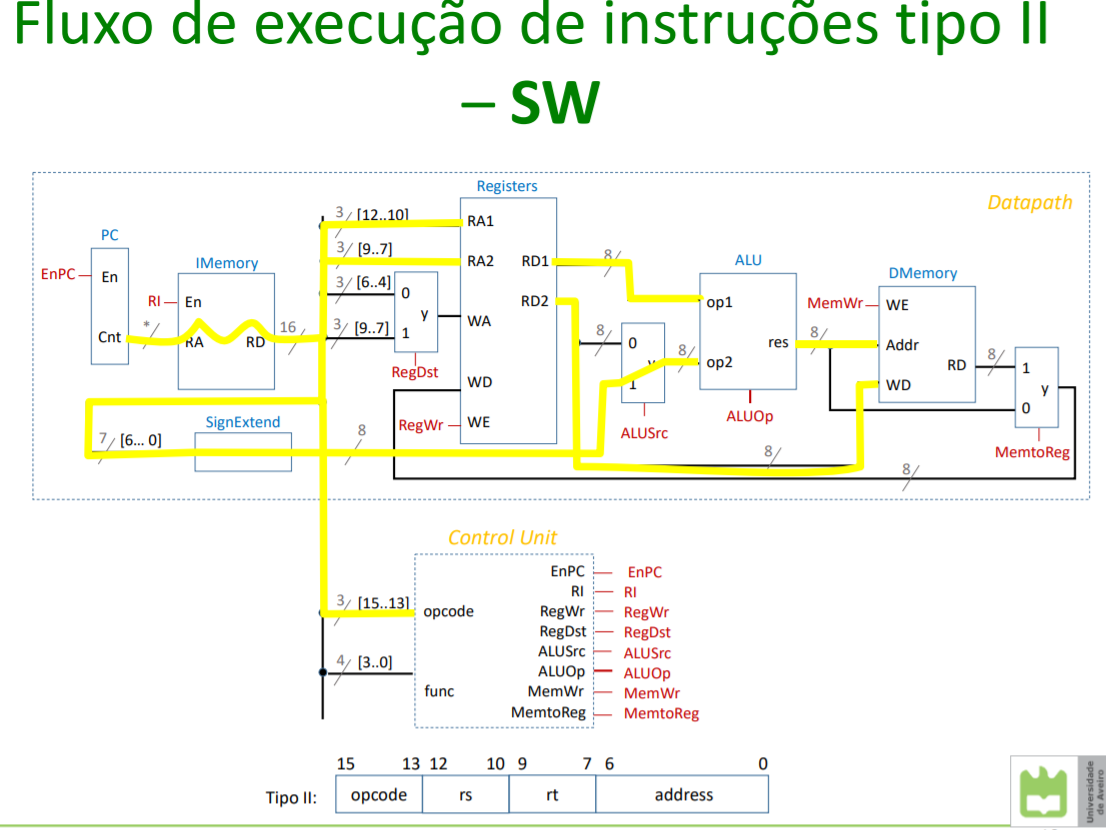 Fluxo de execução de instruções tipo II
– SW
Registers
Datapath
3 [12..10]
RA1
PC
3 [9..7]
RA2
RD1
8
ALU
EnPC
En
IMemory
DMemory
3 [6..4]
0
RD2
op1
MemWr
WE
RI
En
y
WA
8
0
y
8
op2
res
8
Addr
Cnt
*
RA
RD
16
3 [9..7]
1
RD
8
1
y
RegDst
WD
1
WD
0
SignExtend
RegWr
WE
ALUSrc
ALUOp
7 [6... 0]
8
8
MemtoReg
8
Control Unit
EnPC
EnPC
RI
RI
3 [15..13]
opcode
RegWr
RegWr
RegDst
RegDst
ALUSrc
ALUSrc
4 [3..0]
ALUOp
ALUOp
func
MemWr
MemWr
MemtoReg
MemtoReg
15 13 12 10 9 7 6 0
Tipo II: opcode rs rt address
Universidade
de Aveiro